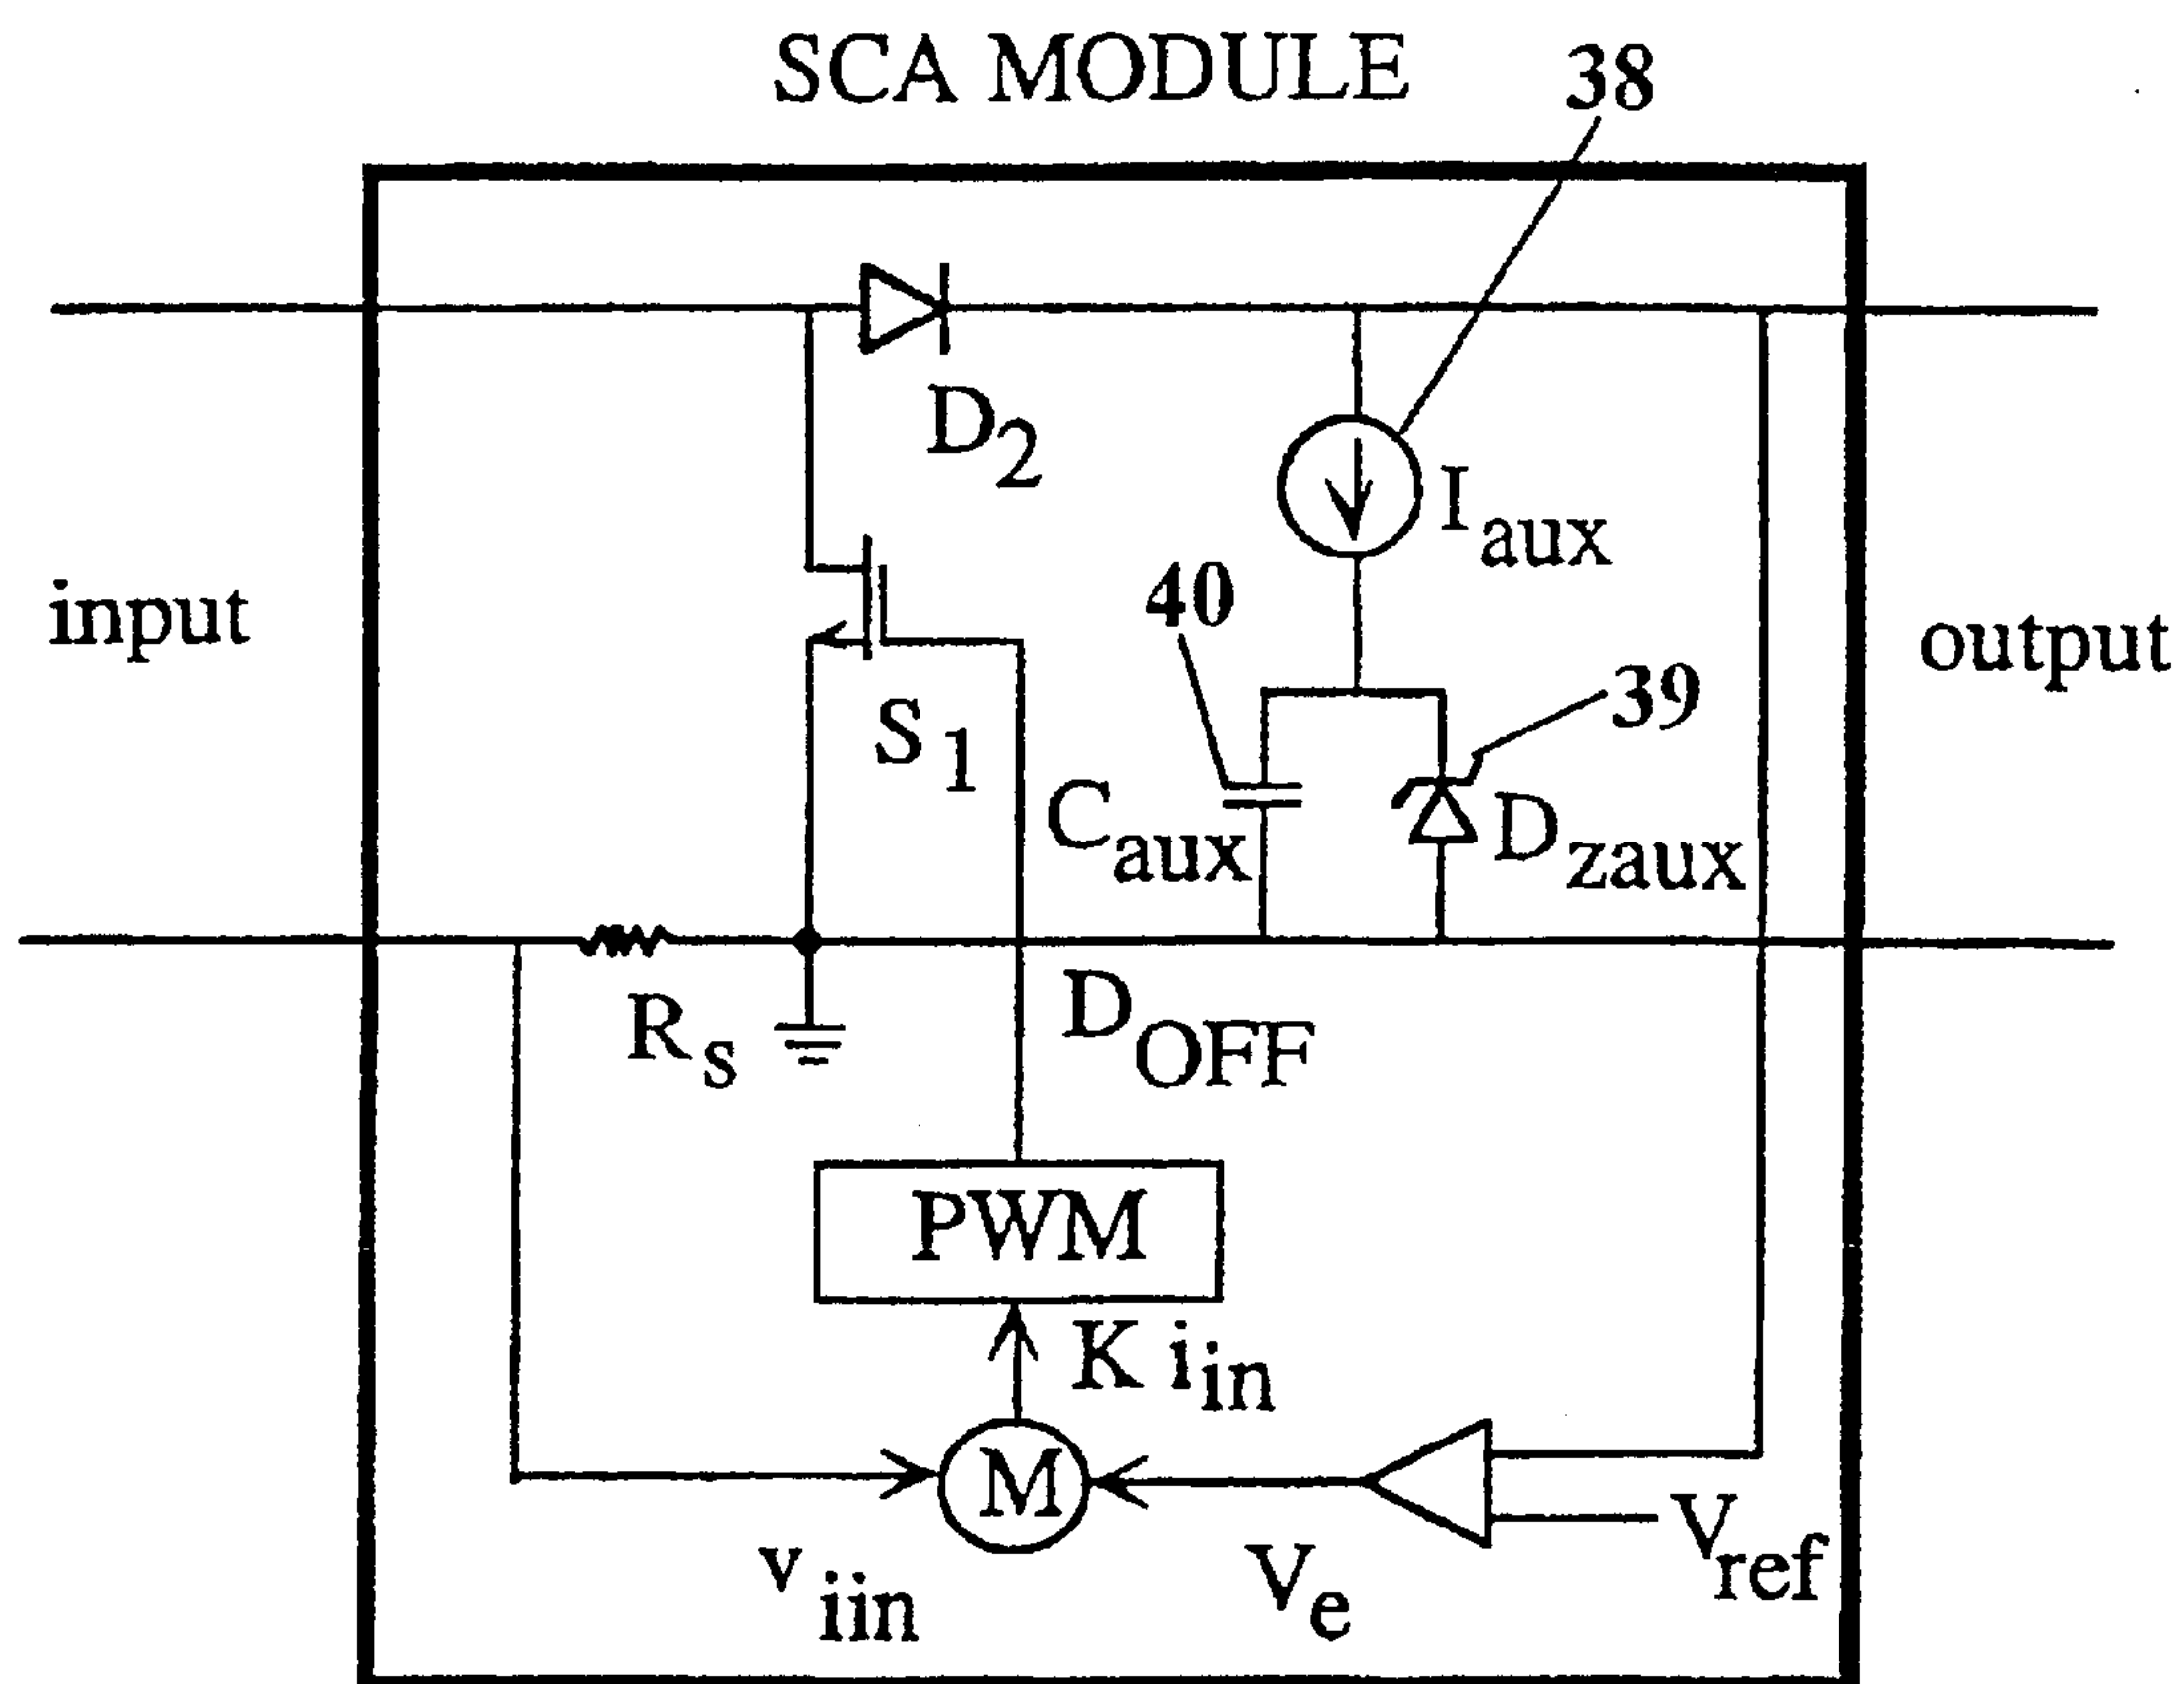 SCA MODULE
38
D2
Iaux
40
input
output
39
S1
Caux
Dzaux
Rs
DOFF
PWM
K iin
M
viin
Ve
Vref